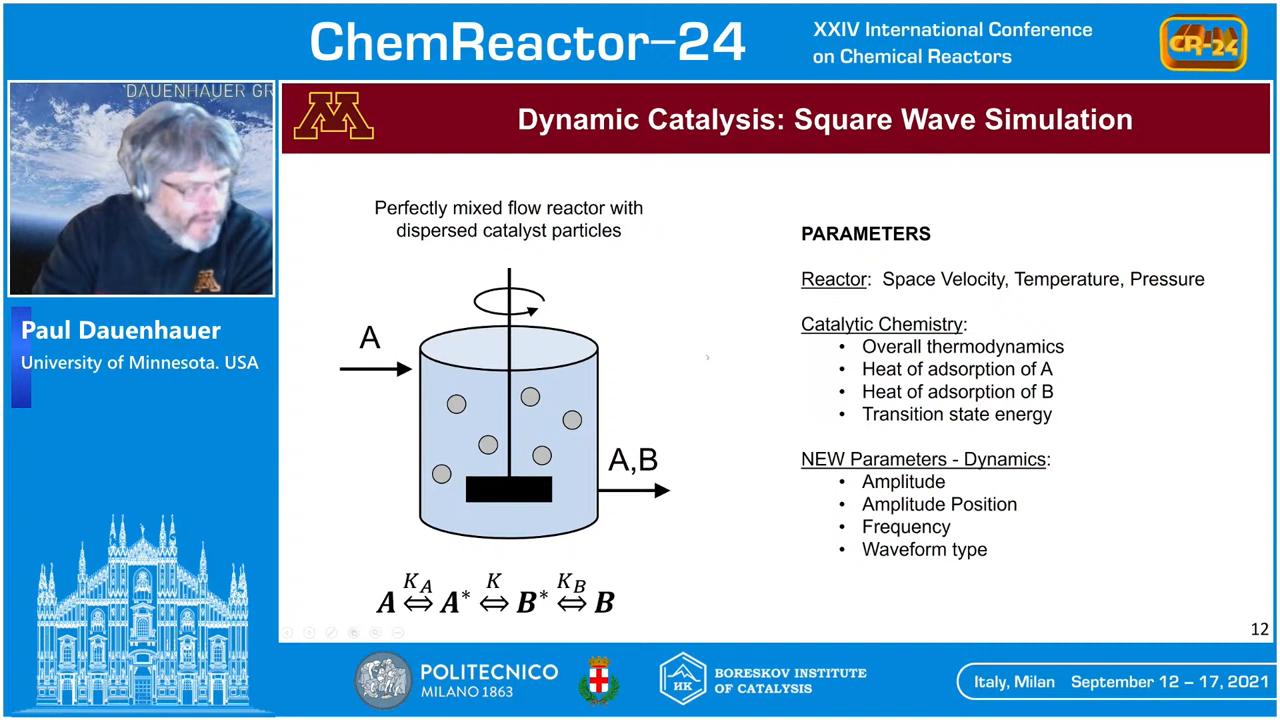 ChemReactor–24
XXIV International Conference
on Chemical Reactors
CR-24
DAUENHAUER GR
M
Dynamic Catalysis: Square Wave Simulation
Paul Dauenhauer
University of Minnesota. USA
Perfectly mixed flow reactor with
dispersed catalyst particles
A
A,B
K_A K K_B
A ⇔ A* ⇔ B* ⇔ B
PARAMETERS
Reactor: Space Velocity, Temperature, Pressure
Catalytic Chemistry:
• Overall thermodynamics
• Heat of adsorption of A
• Heat of adsorption of B
• Transition state energy
NEW Parameters - Dynamics:
• Amplitude
• Amplitude Position
• Frequency
• Waveform type
12
POLITECNICO
MILANO 1863
НК
BORESKOV INSTITUTE
OF CATALYSIS
Italy, Milan September 12 – 17, 2021